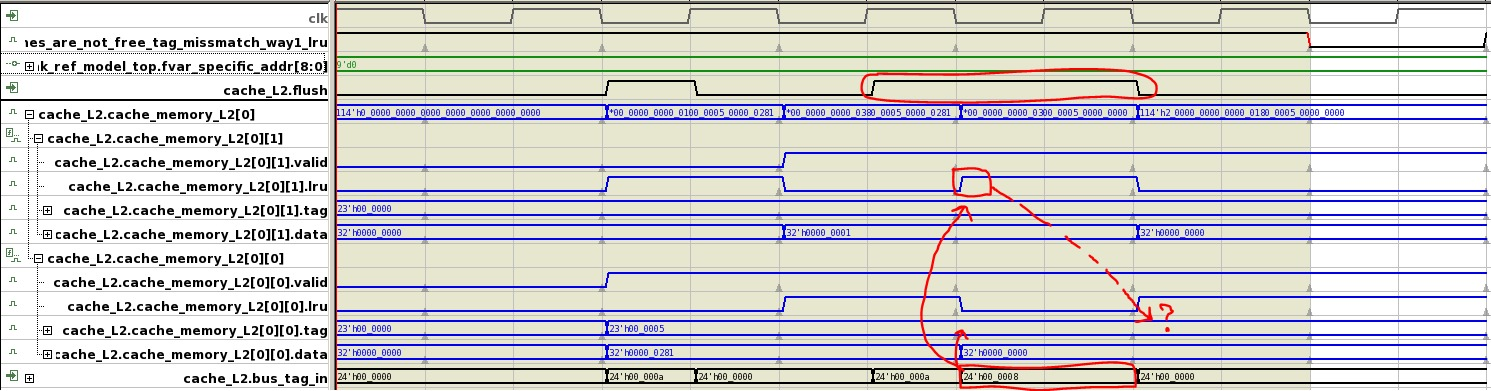 clk
nes_are_not_free_tag_missmatch_way1_lru
k_ref_model_top.fvar_specific_addr[8:0] 9'd0
cache_L2.flush
cache_L2.cache_memory_L2[0] 114'h0_0000_0000_0000_0000_0000_0000_0000 *00_0000_0000_0100_0005_0000_0281 *00_0000_0000_0380_0005_0000_0281 *00_0000_0000_0300_0005_0000_0000 114'h2_0000_0000_0000_0180_0005_0000_0000
cache_L2.cache_memory_L2[0][1]
cache_L2.cache_memory_L2[0][1].valid
cache_L2.cache_memory_L2[0][1].lru
cache_L2.cache_memory_L2[0][1].tag 23'h00_0000
cache_L2.cache_memory_L2[0][1].data 32'h0000_0000 32'h0000_0001 32'h0000_0000
cache_L2.cache_memory_L2[0][0]
cache_L2.cache_memory_L2[0][0].valid
cache_L2.cache_memory_L2[0][0].lru
cache_L2.cache_memory_L2[0][0].tag 23'h00_0000 23'h00_0005 ?
cache_L2.cache_memory_L2[0][0].data 32'h0000_0000 32'h0000_0281 32'h0000_0000
cache_L2.bus_tag_in 24'h00_0000 24'h00_000a 24'h00_0000 24'h00_000a 24'h00_0008 24'h00_0000